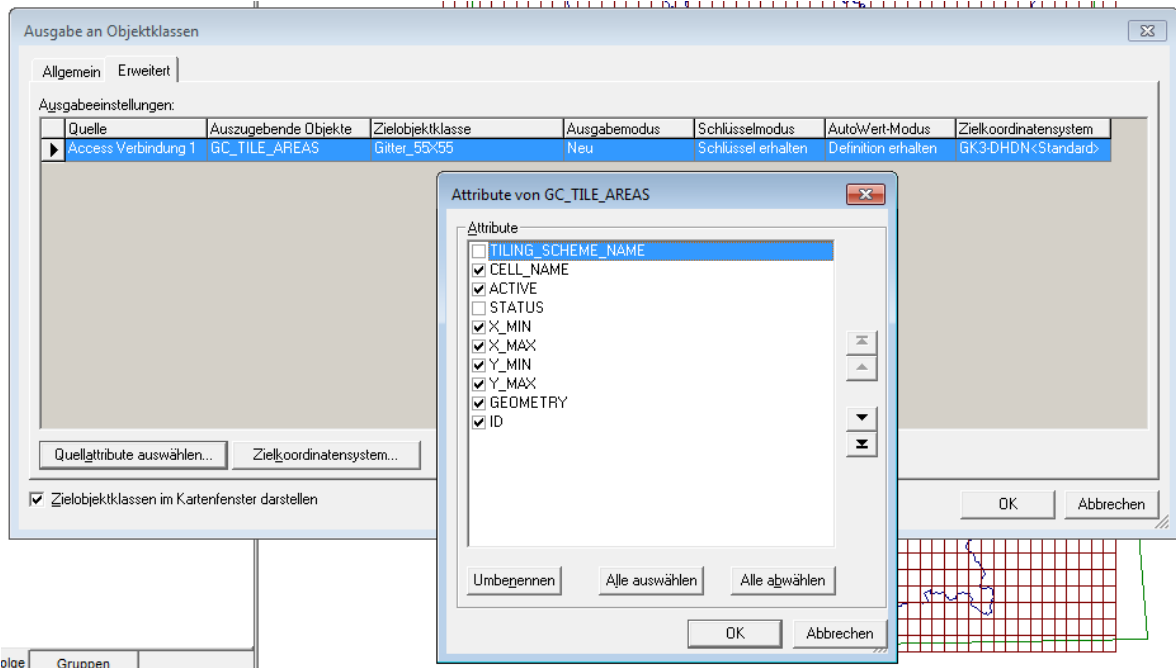 Ausgabe an Objektklassen
Allgemein Erweitert
Ausgabeeinstellungen:
Quelle Auszugebende Objekte Zielobjektklasse Ausgabemodus Schlüsselmodus AutoWert-Modus Zielkoordinatensystem
Access Verbindung 1 GC_TILE_AREAS Gitter_55X55 Neu Schlüssel erhalten Definition erhalten GK3-DHDN<Standard>
Quellattribute auswählen... Zielkoordinatensystem...
Zielobjektklassen im Kartenfenster darstellen
OK Abbrechen
Attribute von GC_TILE_AREAS
Attribute
TILING_SCHEME_NAME
CELL_NAME
ACTIVE
STATUS
X_MIN
X_MAX
Y_MIN
Y_MAX
GEOMETRY
ID
Umbenennen Alle auswählen Alle abwählen
OK Abbrechen
olge Gruppen